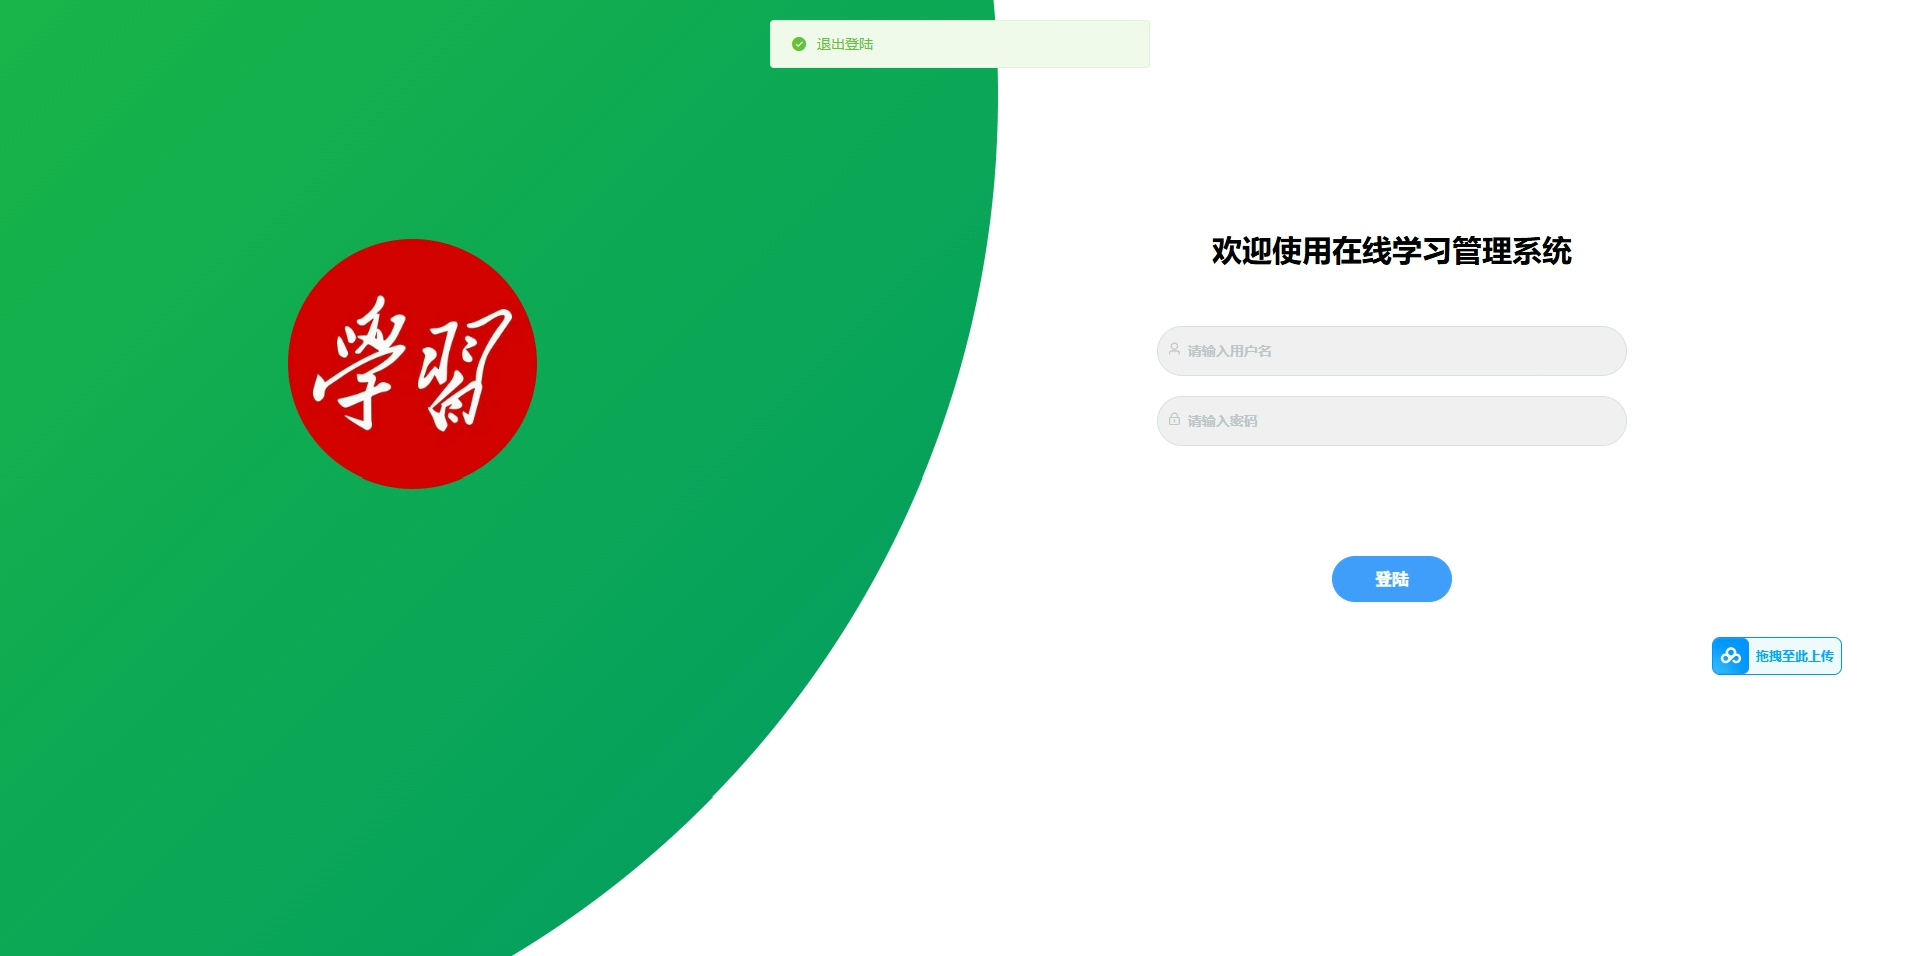 退出登陆
學習
欢迎使用在线学习管理系统
请输入用户名
请输入密码
登陆
拖拽至此上传